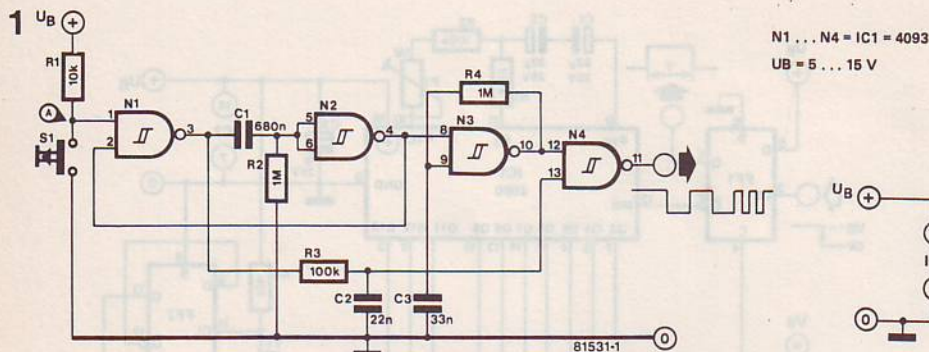 1
UB
+
R1
10k
A
S1
N1
1
2
3
C1
680n
R2
1M
N2
5
6
4
R4
1M
N3
8
9
10
N4
12
13
11
R3
100k
C2
22n
C3
33n
81531-1
0
N1 . . . N4 = IC1 = 4093
UB = 5 . . . 15 V
UB
+
0